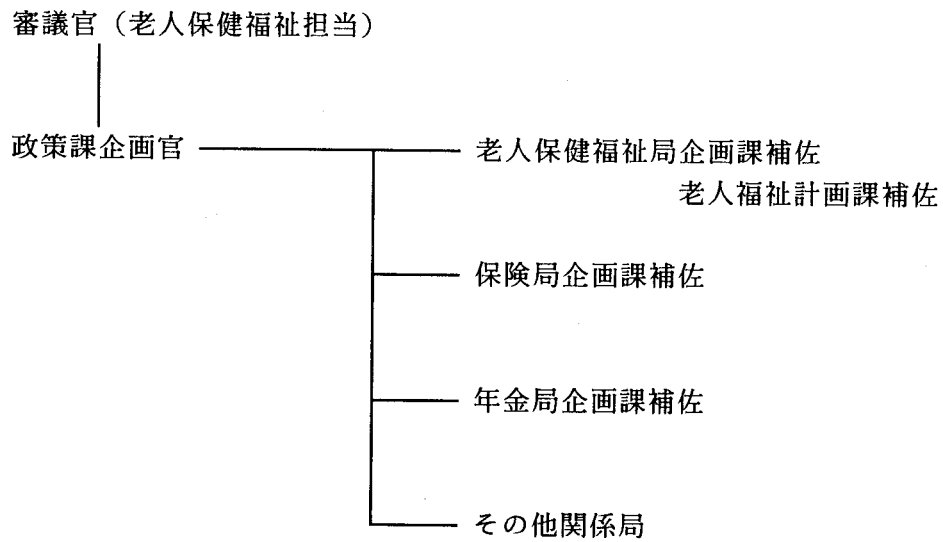 審議官（老人保健福祉担当）
政策課企画官
老人保健福祉局企画課補佐
老人福祉計画課補佐
保険局企画課補佐
年金局企画課補佐
その他関係局